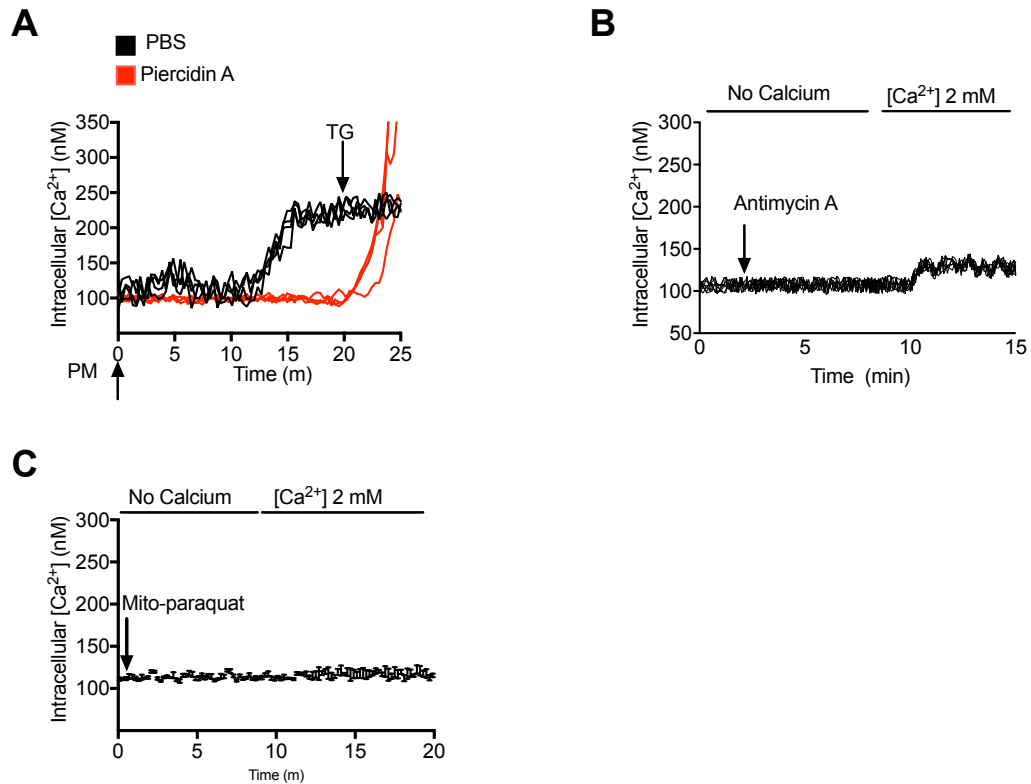 A
PBS
Piercidin A
Intracellular [Ca²⁺] (nM)
350
300
250
200
150
100
TG
0
5
10
15
20
25
Time (m)
PM
B
No Calcium
[Ca²⁺] 2 mM
Intracellular [Ca²⁺] (nM)
300
250
200
150
100
50
Antimycin A
0
5
10
15
Time (min)
C
No Calcium
[Ca²⁺] 2 mM
Intracellular [Ca²⁺] (nM)
300
250
200
150
100
Mito-paraquat
0
5
10
15
20
Time (m)